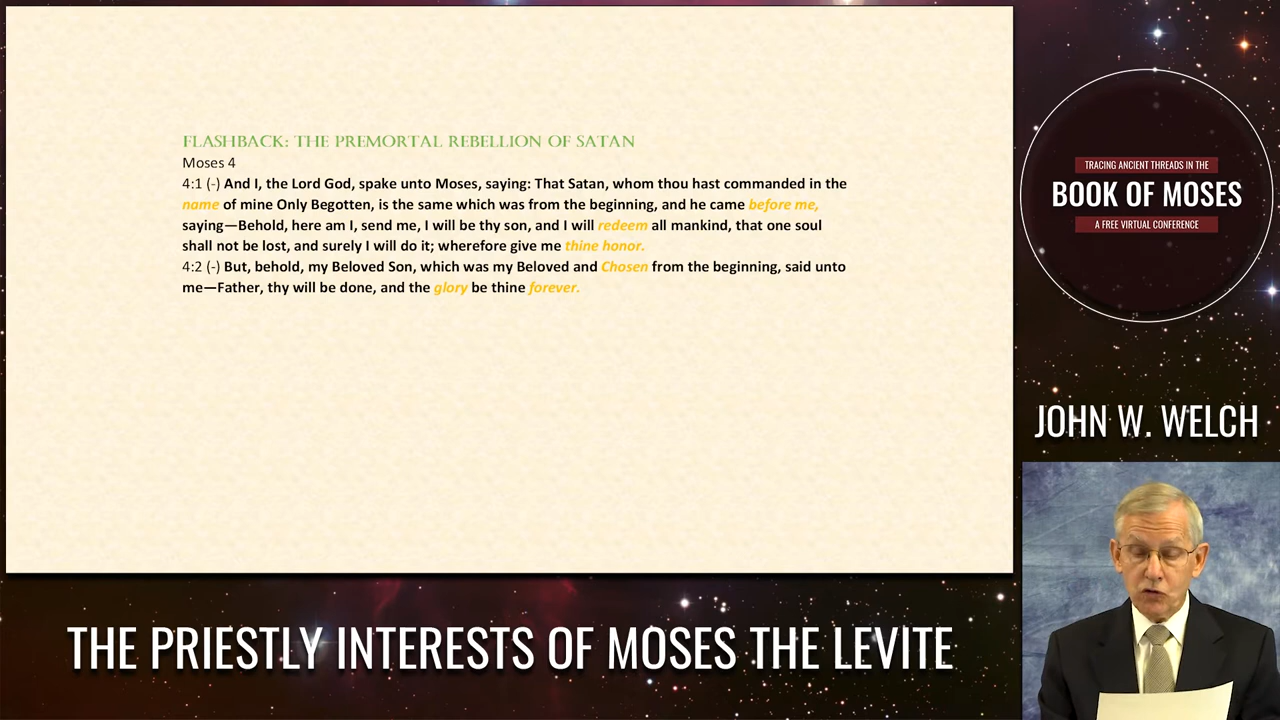 FLASHBACK: THE PREMORTAL REBELLION OF SATAN
Moses 4
4:1 (-) And I, the Lord God, spake unto Moses, saying: That Satan, whom thou hast commanded in the
name of mine Only Begotten, is the same which was from the beginning, and he came before me,
saying—Behold, here am I, send me, I will be thy son, and I will redeem all mankind, that one soul
shall not be lost, and surely I will do it; wherefore give me thine honor.
4:2 (-) But, behold, my Beloved Son, which was my Beloved and Chosen from the beginning, said unto
me—Father, thy will be done, and the glory be thine forever.
TRACING ANCIENT THREADS IN THE
BOOK OF MOSES
A FREE VIRTUAL CONFERENCE
JOHN W. WELCH
THE PRIESTLY INTERESTS OF MOSES THE LEVITE